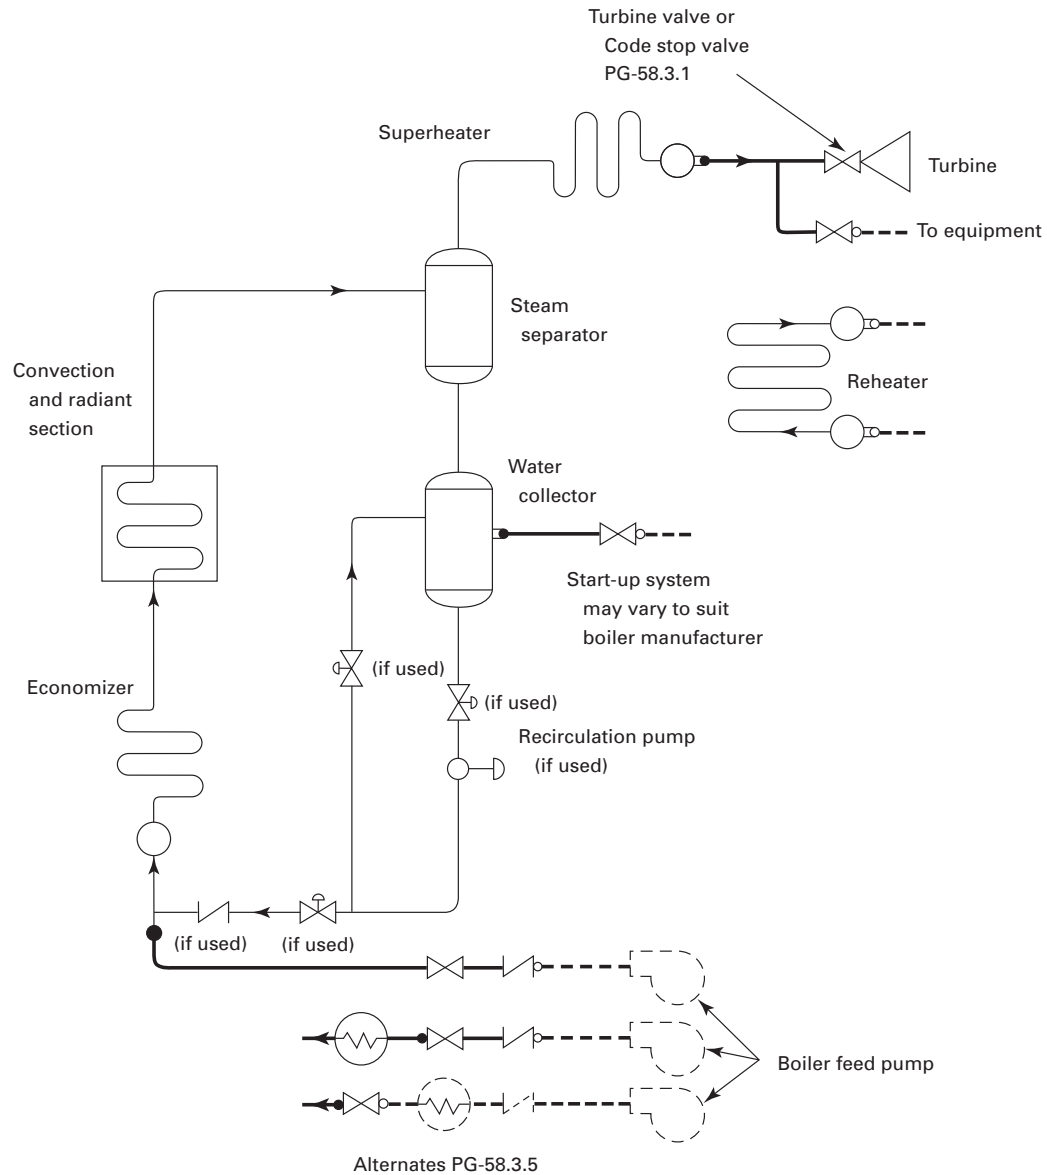 Turbine valve or
Code stop valve
PG-58.3.1
Superheater
Turbine
To equipment
Steam
separator
Convection
and radiant
section
Reheater
Water
collector
Start-up system
may vary to suit
boiler manufacturer
(if used)
Economizer
(if used)
Recirculation pump
(if used)
(if used)
(if used)
Boiler feed pump
Alternates PG-58.3.5